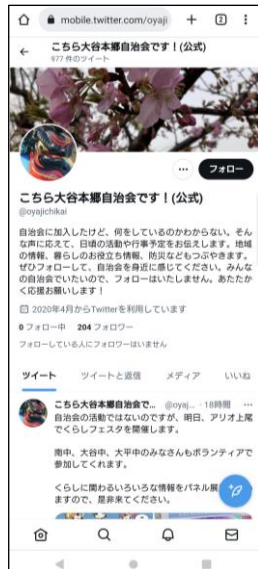 mobile.twitter.com/oyaji
2
こちら大谷本郷自治会です！(公式)
677 件のツイート
フォロー
こちら大谷本郷自治会です！(公式)
@oyajichikai
自治会に加入したけど、何をしているのかわからない。そん
な声に応えて、日頃の活動や行事予定をお伝えします。地域
の情報、暮らしのお役立ち情報、防災などもつぶやきます。
ぜひフォローして、自治会を身近に感じてください。みんな
の自治会でいたいので、フォローはいたしません。あたたか
く応援お願いします！
2020年4月からTwitterを利用しています
0 フォロー中 204 フォロワー
フォローしている人にフォロワーはいません
ツイート ツイートと返信 メディア いいね
こちら大谷本郷自治会で... @oyaj... · 18時間
自治会の活動ではないのですが、明日、アリオ上尾
でくらしフェスタを開催します。
南中、大谷中、大平中のみなさんもボランティアで
参加してくれます。
くらしに関わるいろいろな情報をパネル展
ますので、是非来てください。